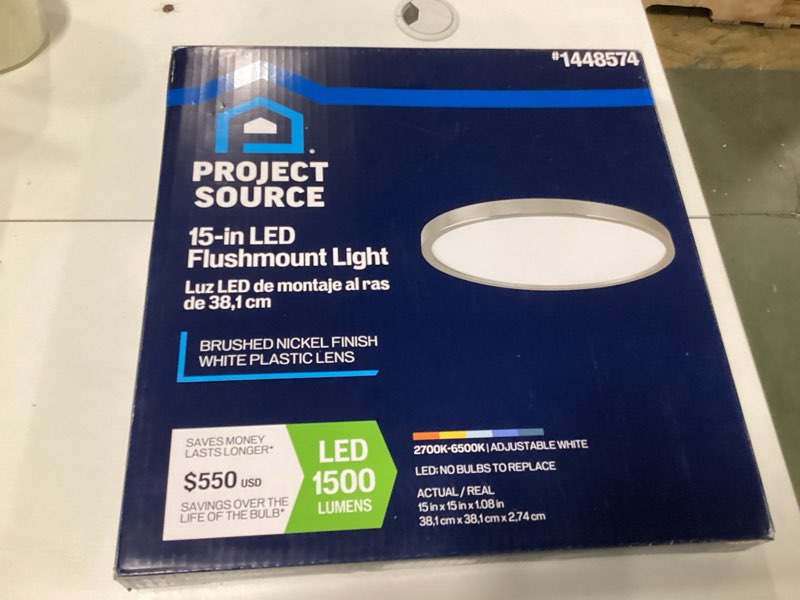 #1448574
PROJECT
SOURCE
15-in LED
Flushmount Light
Luz LED de montaje al ras
de 38,1 cm
BRUSHED NICKEL FINISH
WHITE PLASTIC LENS
SAVES MONEY
LASTS LONGER*
$550 USD
SAVINGS OVER THE
LIFE OF THE BULB*
LED
1500
LUMENS
2700K-6500K | ADJUSTABLE WHITE
LED: NO BULBS TO REPLACE
ACTUAL / REAL
15 in x 15 in x 1.08 in
38,1 cm x 38,1 cm x 2,74 cm